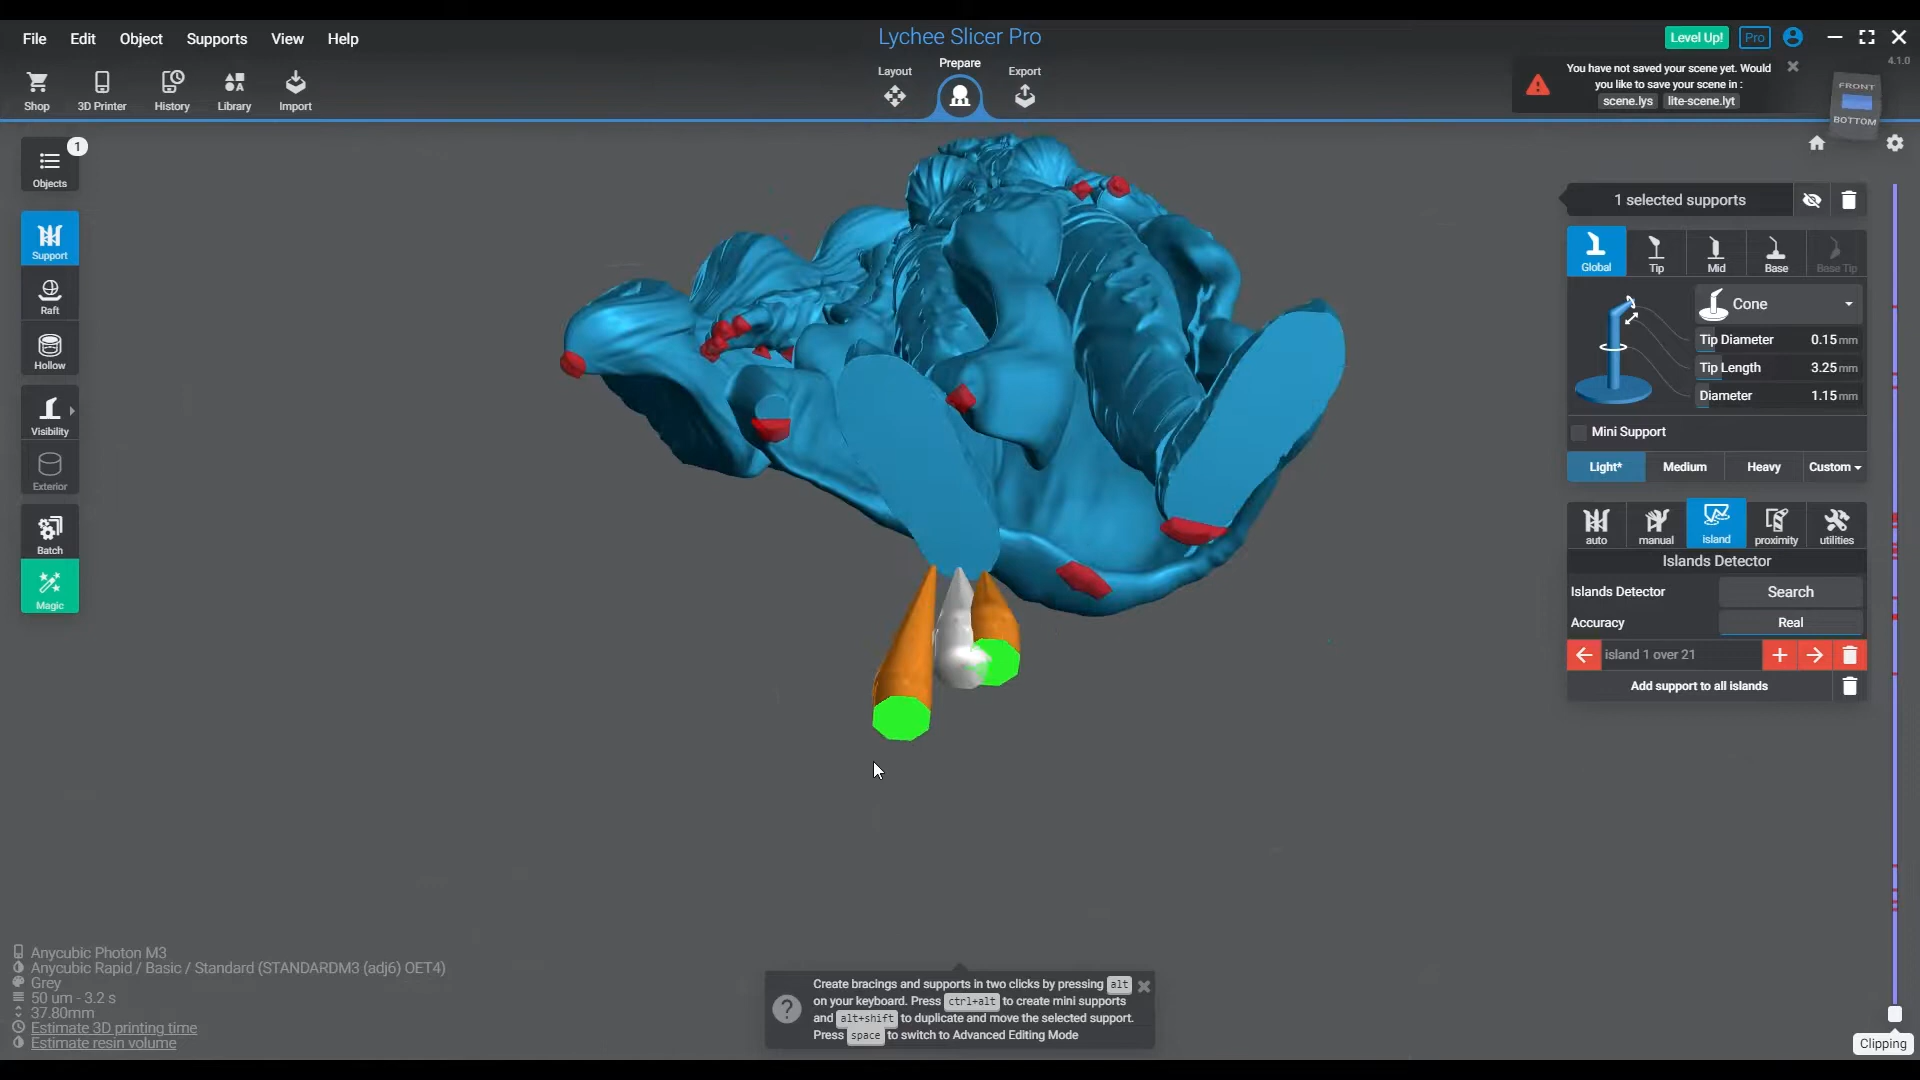 File Edit Object Supports View Help
Lychee Slicer Pro
Level Up! Pro
4.1.0
Shop 3D Printer History Library Import
Layout Prepare Export
You have not saved your scene yet. Would
you like to save your scene in :
scene.lys lite-scene.lyt
FRONT
BOTTOM
1
Objects
Support
Raft
Hollow
Visibility
Exterior
Batch
Magic
1 selected supports
Global Tip Mid Base Base Tip
Cone
Tip Diameter 0.15 mm
Tip Length 3.25 mm
Diameter 1.15 mm
Mini Support
Light* Medium Heavy Custom
auto manual island proximity utilities
Islands Detector
Islands Detector Search
Accuracy Real
island 1 over 21
Add support to all islands
Anycubic Photon M3
Anycubic Rapid / Basic / Standard (STANDARDM3 (adj6) OET4)
Grey
50 um - 3.2 s
37.80mm
Estimate 3D printing time
Estimate resin volume
Create bracings and supports in two clicks by pressing alt
on your keyboard. Press ctrl+alt to create mini supports
and alt+shift to duplicate and move the selected support.
Press space to switch to Advanced Editing Mode
Clipping